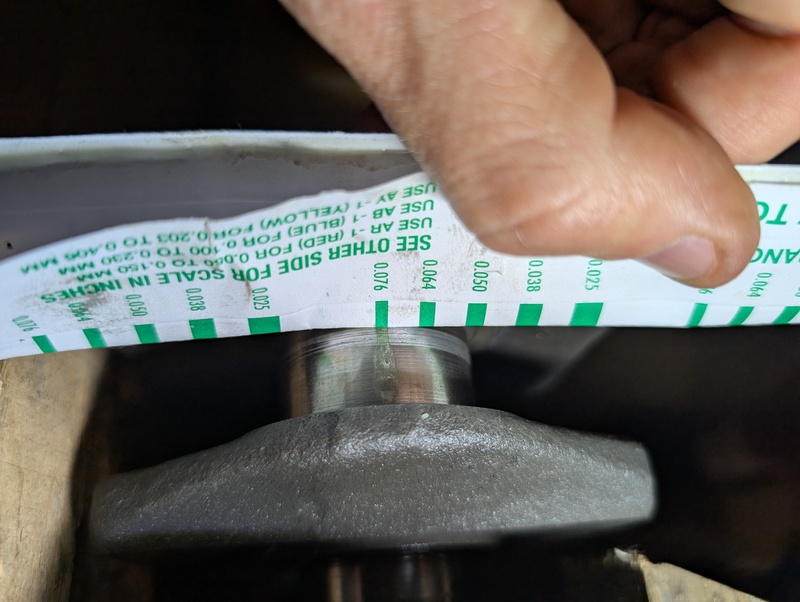 SEE OTHER SIDE FOR SCALE IN INCHES
USE AR -1 (RED) FOR TO 0.150 MM
USE AB -1 (BLUE) FOR 0.100 TO 0.230 MM
USE AY -1 (YELLOW) FOR 0.203 TO 0.406 MM
0.076
0.064
0.050
0.038
0.025
0.076
0.064
0.050
0.038
0.025
0.064
TO